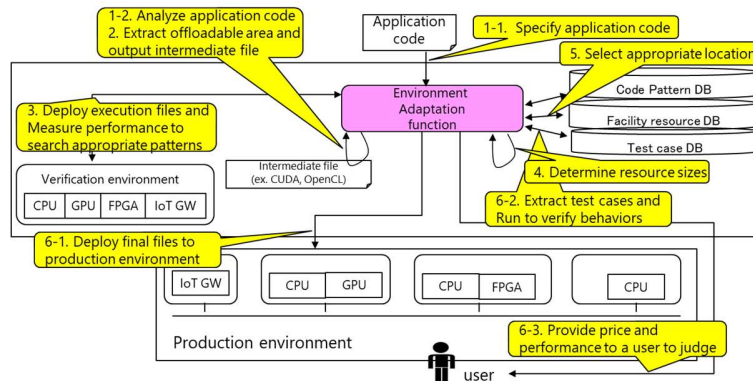 1-2. Analyze application code
2. Extract offloadable area and
output intermediate file
Application
code
1-1.  Specify application code
5. Select appropriate location
Environment
Adaptation
function
Code Pattern DB
Facility resource DB
Test case DB
3. Deploy execution files and
Measure performance to
search appropriate patterns
Intermediate file
(ex. CUDA, OpenCL)
4. Determine resource sizes
Verification environment
CPU
GPU
FPGA
IoT GW
6-2. Extract test cases and
Run to verify behaviors
6-1. Deploy final files to
production environment
IoT GW
CPU
GPU
CPU
FPGA
CPU
Production environment
6-3. Provide price and
performance to a user to judge
user